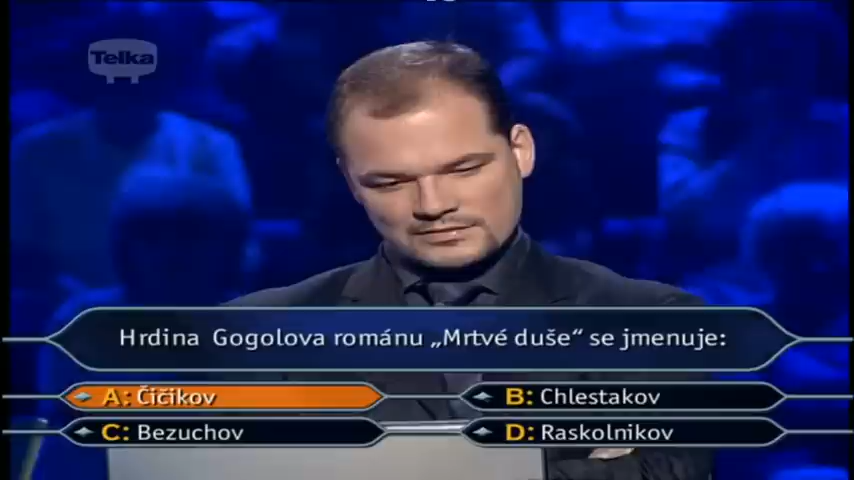 Telka
Hrdina Gogolova románu „Mrtvé duše“ se jmenuje:
A: Čičikov
B: Chlestakov
C: Bezuchov
D: Raskolnikov